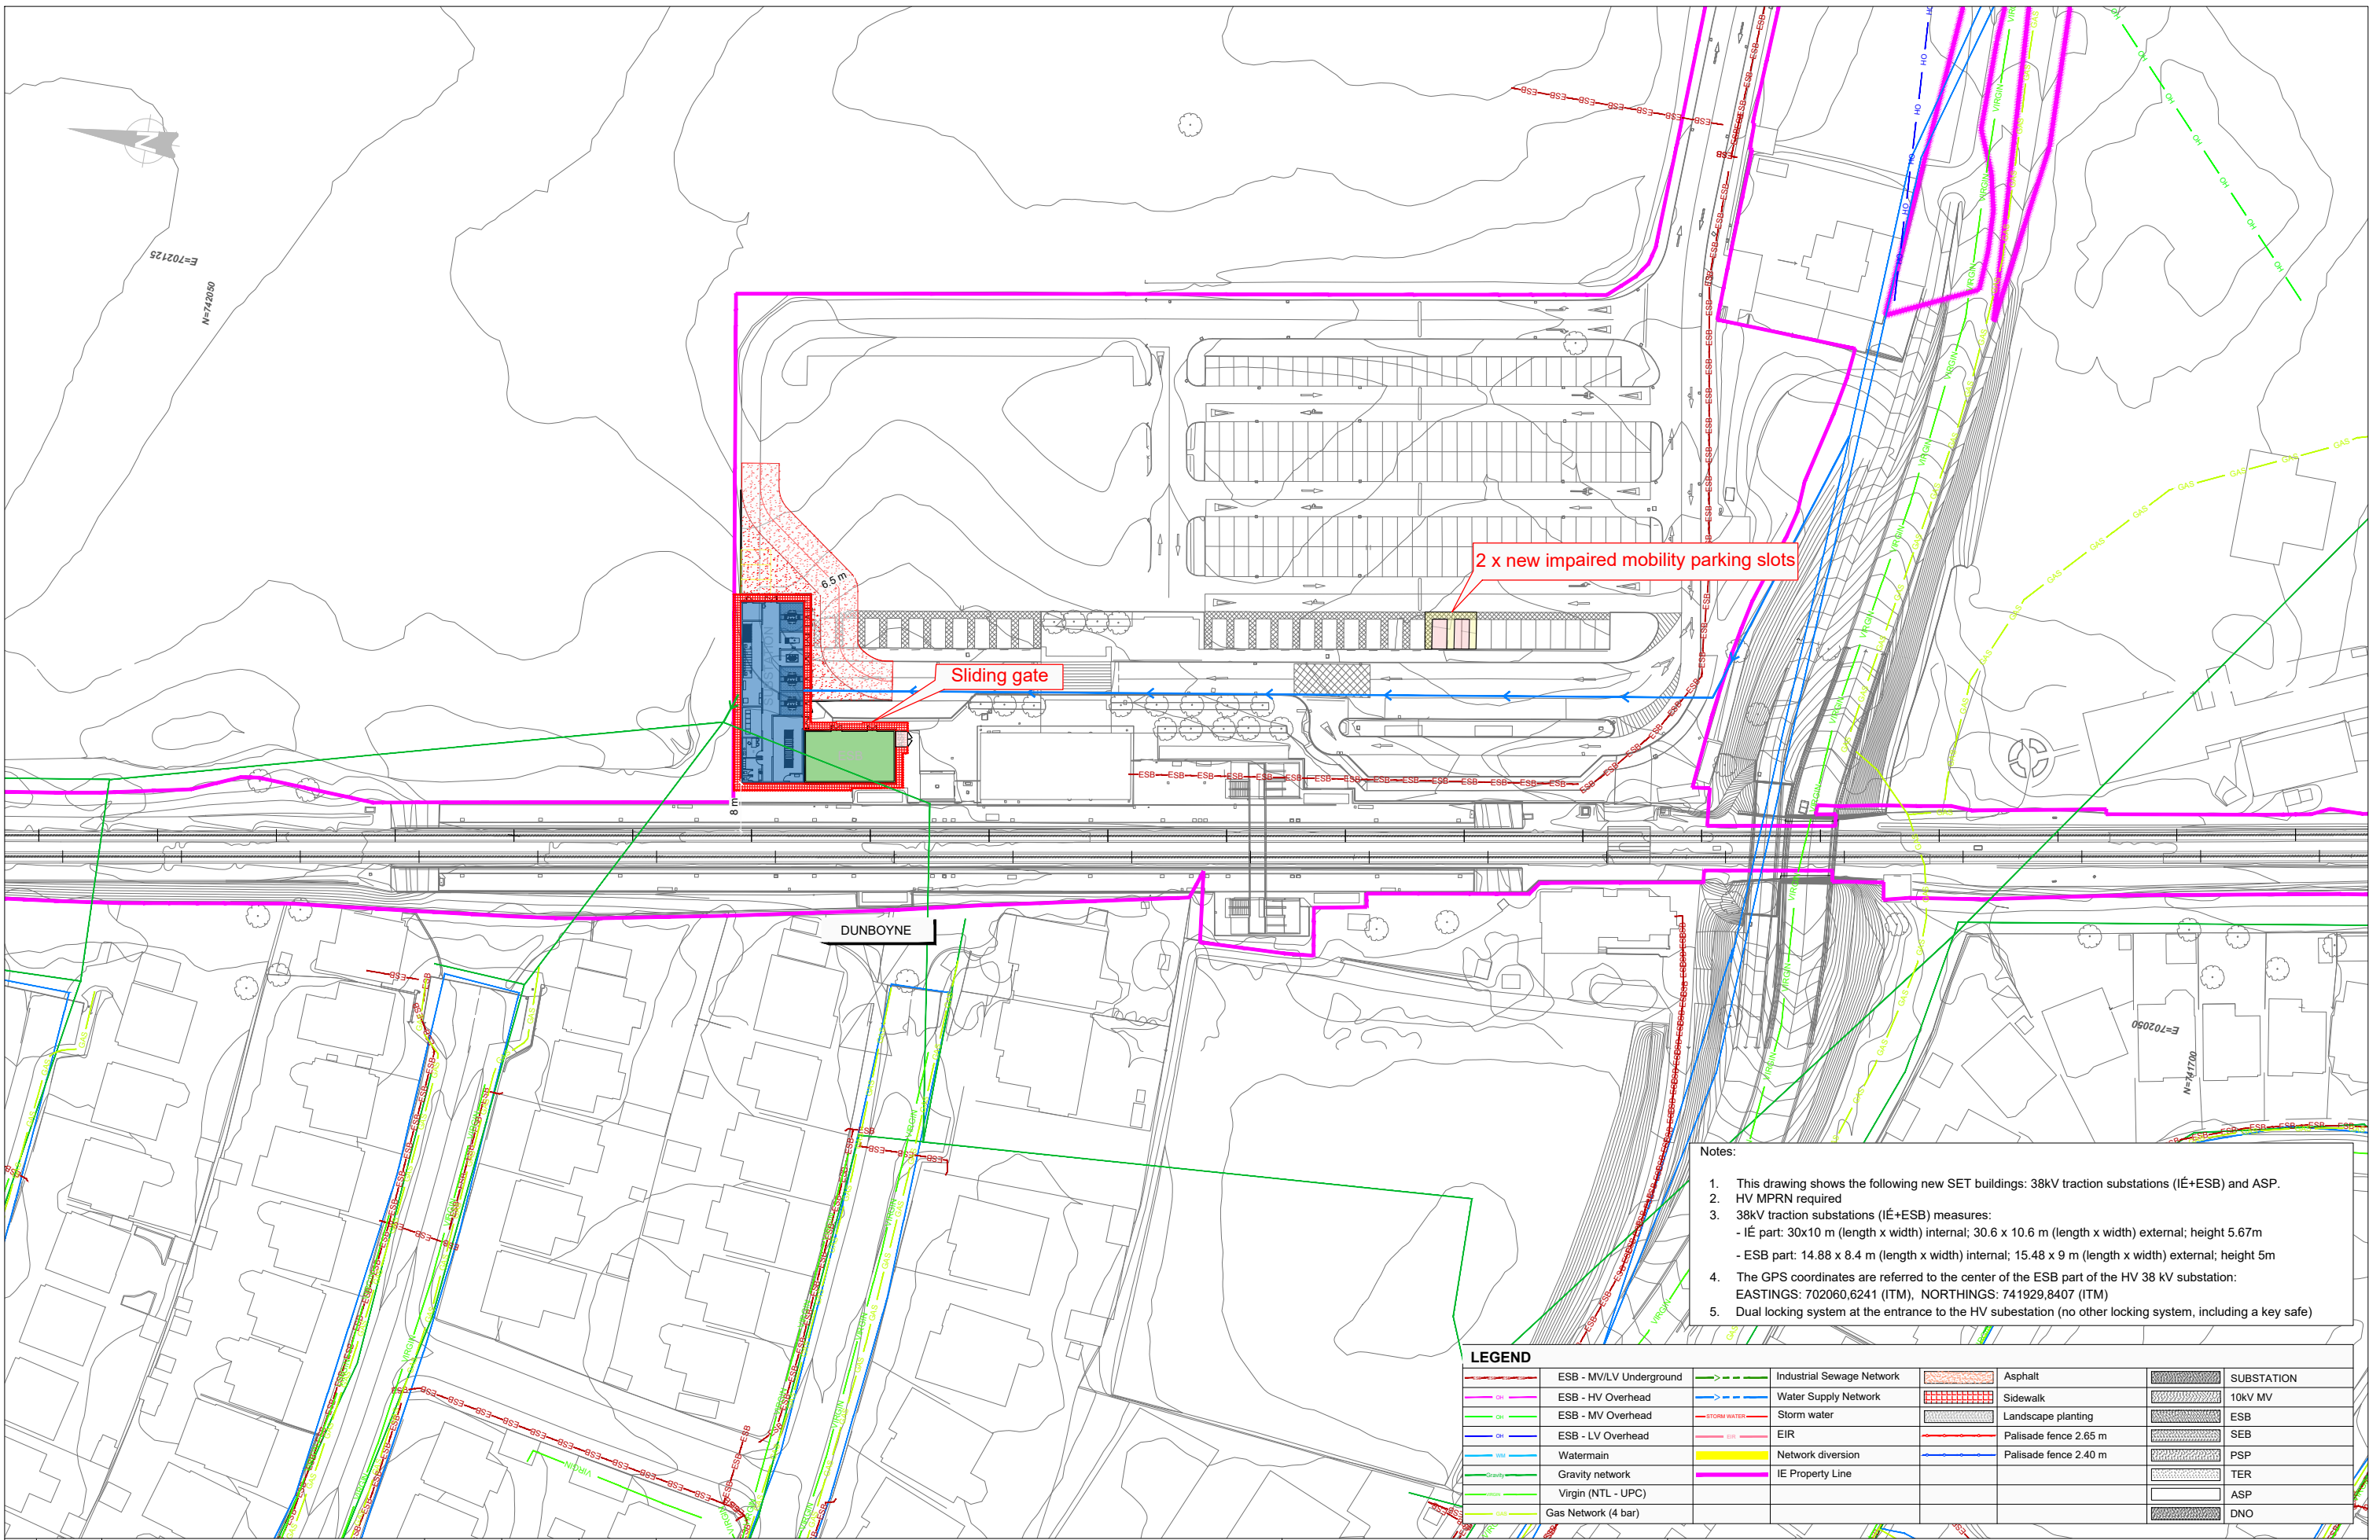 E=702125
N=742050
2 x new impaired mobility parking slots
6.5 m
Sliding gate
8 m
DUNBOYNE
E=702050
N=741700
Notes:
1. This drawing shows the following new SET buildings: 38kV traction substations (IÉ+ESB) and ASP.
2. HV MPRN required
3. 38kV traction substations (IÉ+ESB) measures:
- IÉ part: 30x10 m (length x width) internal; 30.6 x 10.6 m (length x width) external; height 5.67m
- ESB part: 14.88 x 8.4 m (length x width) internal; 15.48 x 9 m (length x width) external; height 5m
4. The GPS coordinates are referred to the center of the ESB part of the HV 38 kV substation:
EASTINGS: 702060,6241 (ITM), NORTHINGS: 741929,8407 (ITM)
5. Dual locking system at the entrance to the HV subestation (no other locking system, including a key safe)
LEGEND
ESB - MV/LV Underground Industrial Sewage Network Asphalt SUBSTATION
OH ESB - HV Overhead Water Supply Network Sidewalk 10kV MV
OH ESB - MV Overhead STORM WATER Storm water Landscape planting ESB
OH ESB - LV Overhead EIR EIR Palisade fence 2.65 m SEB
WM Watermain Network diversion Palisade fence 2.40 m PSP
Gravity Gravity network IE Property Line TER
Virgin (NTL - UPC) ASP
GAS Gas Network (4 bar) DNO